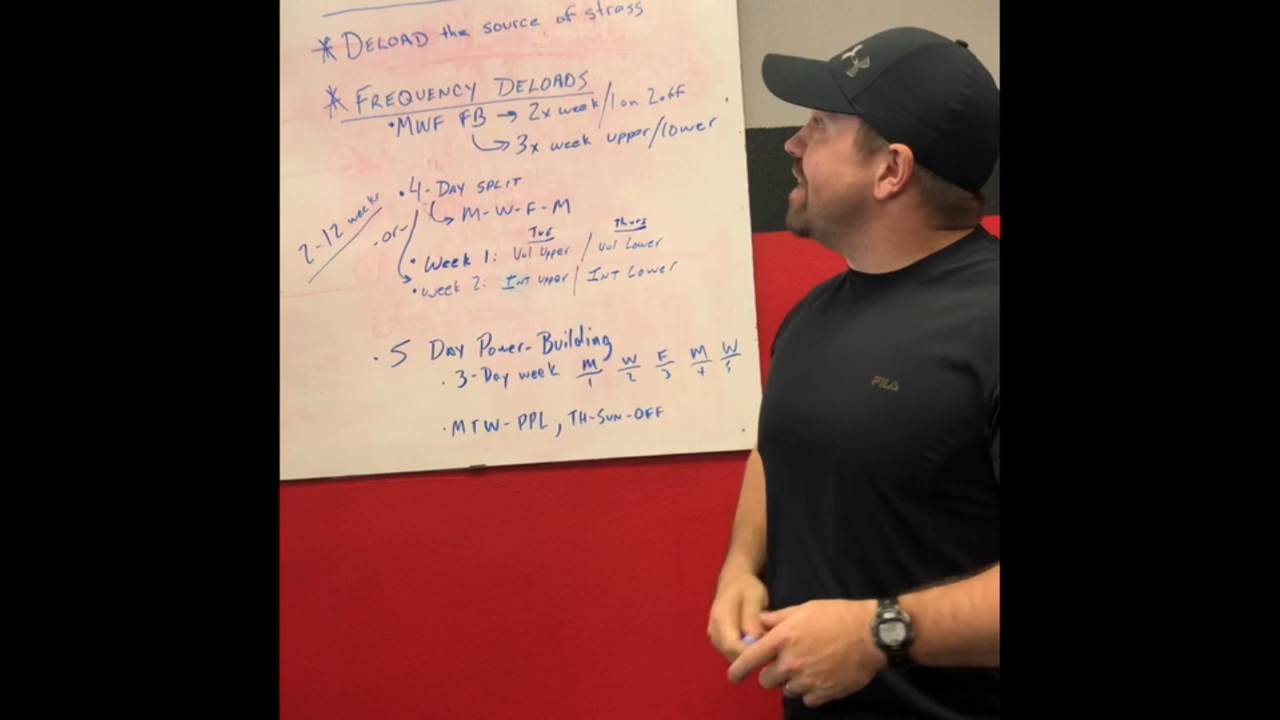 * DELOAD the source of stress
* FREQUENCY DELOADS
• MWF FB → 2x week/1 on 2 off
↳ 3x week upper/lower
• 4-DAY SPLIT
↳ M-W-F-M
2-12 weeks
-or-
Tue Thurs
• Week 1: Vol Upper / Vol Lower
• Week 2: INT Upper / INT Lower
• 5 Day Power-Building
• 3-Day week M W F M W
1 2 3 4 5
• MTW-PPL, TH-SUN-OFF
FILA